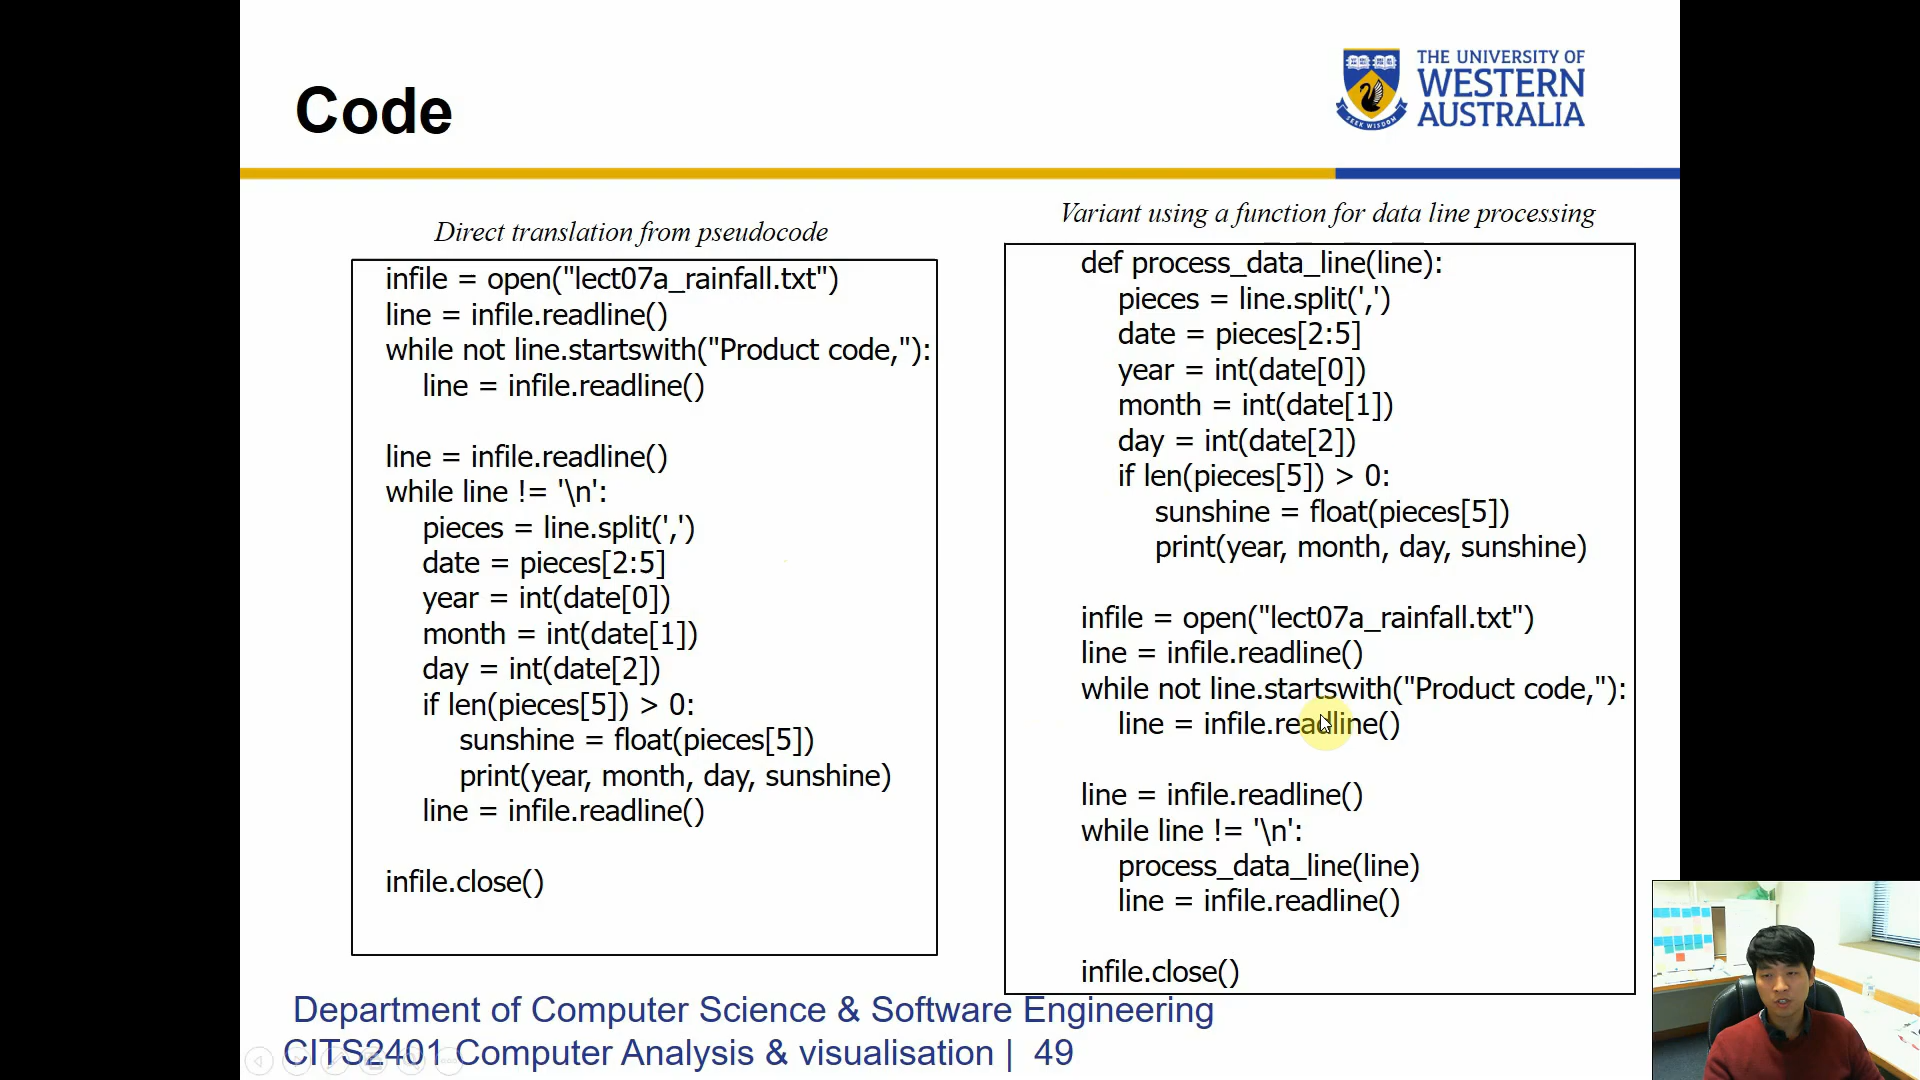 Code
THE UNIVERSITY OF
WESTERN
AUSTRALIA
SEEK WISDOM
Direct translation from pseudocode
infile = open("lect07a_rainfall.txt")
line = infile.readline()
while not line.startswith("Product code,"):
    line = infile.readline()

line = infile.readline()
while line != '\n':
    pieces = line.split(',')
    date = pieces[2:5]
    year = int(date[0])
    month = int(date[1])
    day = int(date[2])
    if len(pieces[5]) > 0:
        sunshine = float(pieces[5])
        print(year, month, day, sunshine)
    line = infile.readline()

infile.close()
Variant using a function for data line processing
def process_data_line(line):
    pieces = line.split(',')
    date = pieces[2:5]
    year = int(date[0])
    month = int(date[1])
    day = int(date[2])
    if len(pieces[5]) > 0:
        sunshine = float(pieces[5])
        print(year, month, day, sunshine)

infile = open("lect07a_rainfall.txt")
line = infile.readline()
while not line.startswith("Product code,"):
    line = infile.readline()

line = infile.readline()
while line != '\n':
    process_data_line(line)
    line = infile.readline()

infile.close()
Department of Computer Science & Software Engineering
CITS2401 Computer Analysis & visualisation | 49